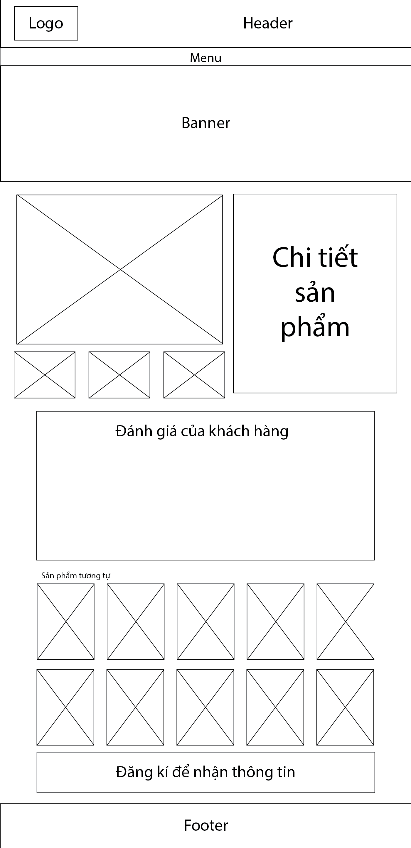 Logo
Header
Menu
Banner
Chi tiết
sản
phẩm
Đánh giá của khách hàng
Sản phẩm tương tự
Đăng kí để nhận thông tin
Footer